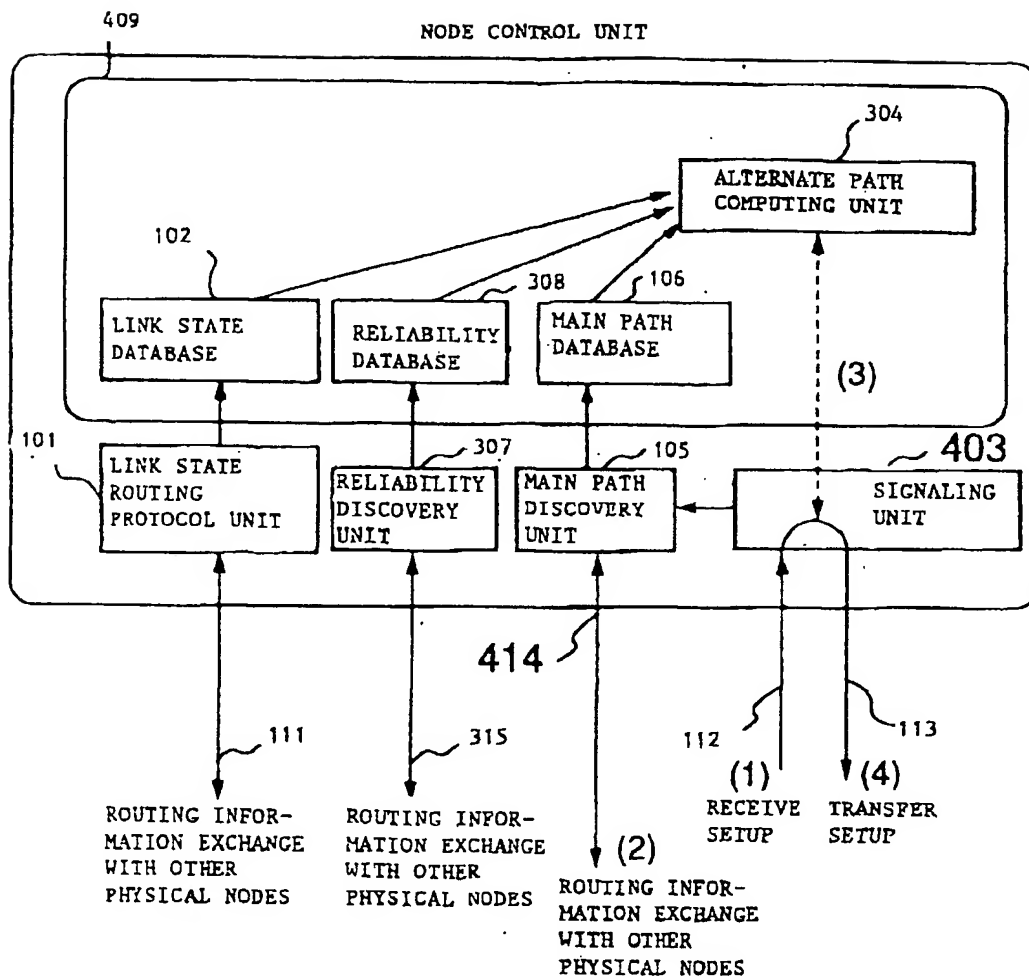 409
NODE CONTROL UNIT
304
ALTERNATE PATH
COMPUTING UNIT
102
308
106
LINK STATE
DATABASE
RELIABILITY
DATABASE
MAIN PATH
DATABASE
(3)
101
307
105
403
LINK STATE
ROUTING
PROTOCOL UNIT
RELIABILITY
DISCOVERY
UNIT
MAIN PATH
DISCOVERY
UNIT
SIGNALING
UNIT
414
111
315
112
113
(1)
RECEIVE
SETUP
(4)
TRANSFER
SETUP
ROUTING INFOR-
MATION EXCHANGE
WITH OTHER
PHYSICAL NODES
ROUTING INFOR-
MATION EXCHANGE
WITH OTHER
PHYSICAL NODES
(2)
ROUTING INFOR-
MATION EXCHANGE
WITH OTHER
PHYSICAL NODES